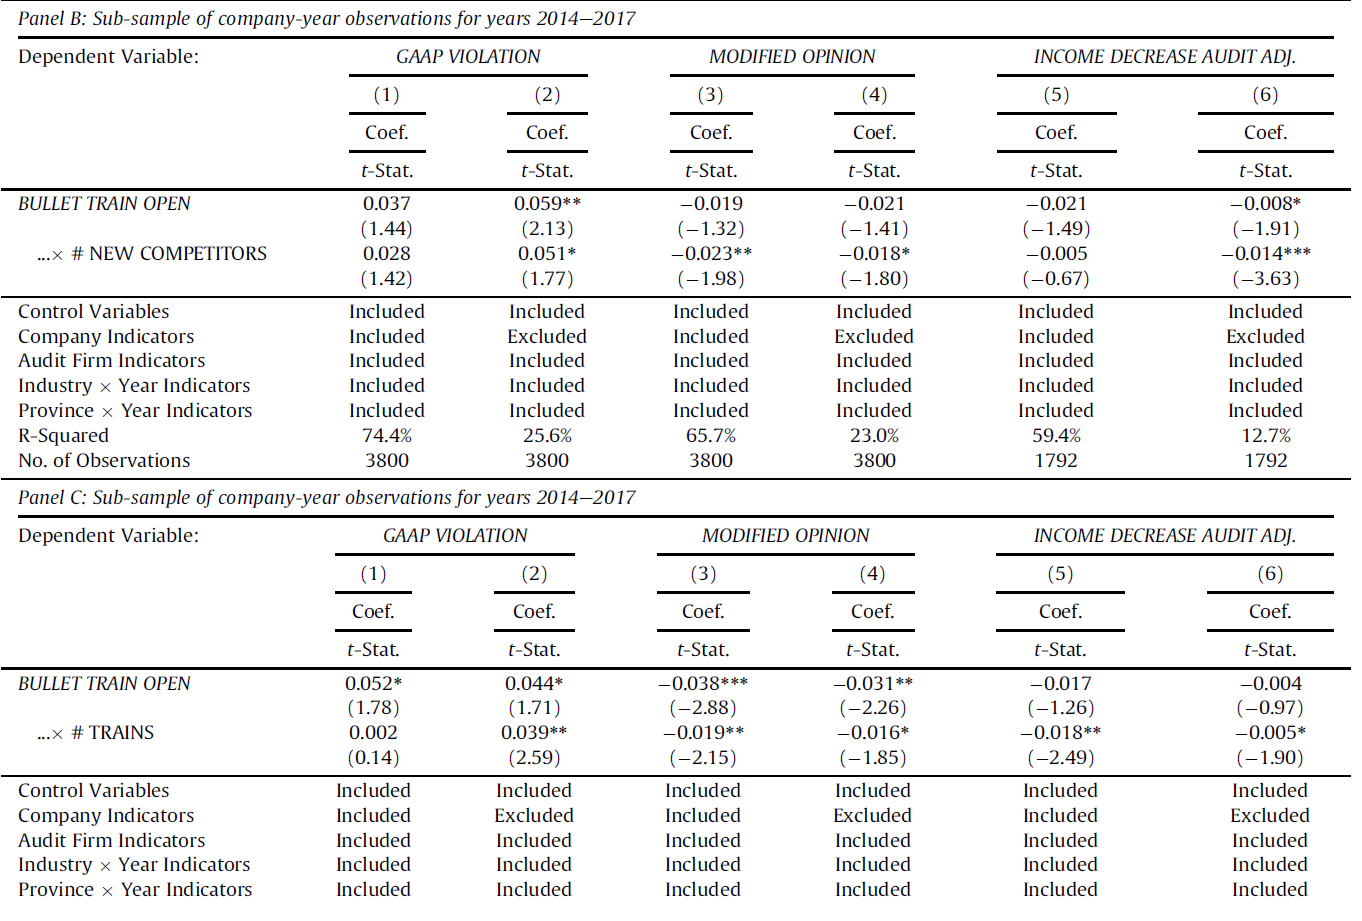 Panel B: Sub-sample of company-year observations for years 2014−2017
Dependent Variable: GAAP VIOLATION MODIFIED OPINION INCOME DECREASE AUDIT ADJ.
(1) (2) (3) (4) (5) (6)
Coef. Coef. Coef. Coef. Coef. Coef.
t-Stat. t-Stat. t-Stat. t-Stat. t-Stat. t-Stat.
BULLET TRAIN OPEN 0.037 0.059** −0.019 −0.021 −0.021 −0.008*
(1.44) (2.13) (−1.32) (−1.41) (−1.49) (−1.91)
...× # NEW COMPETITORS 0.028 0.051* −0.023** −0.018* −0.005 −0.014***
(1.42) (1.77) (−1.98) (−1.80) (−0.67) (−3.63)
Control Variables Included Included Included Included Included Included
Company Indicators Included Excluded Included Excluded Included Excluded
Audit Firm Indicators Included Included Included Included Included Included
Industry × Year Indicators Included Included Included Included Included Included
Province × Year Indicators Included Included Included Included Included Included
R-Squared 74.4% 25.6% 65.7% 23.0% 59.4% 12.7%
No. of Observations 3800 3800 3800 3800 1792 1792
Panel C: Sub-sample of company-year observations for years 2014−2017
Dependent Variable: GAAP VIOLATION MODIFIED OPINION INCOME DECREASE AUDIT ADJ.
(1) (2) (3) (4) (5) (6)
Coef. Coef. Coef. Coef. Coef. Coef.
t-Stat. t-Stat. t-Stat. t-Stat. t-Stat. t-Stat.
BULLET TRAIN OPEN 0.052* 0.044* −0.038*** −0.031** −0.017 −0.004
(1.78) (1.71) (−2.88) (−2.26) (−1.26) (−0.97)
...× # TRAINS 0.002 0.039** −0.019** −0.016* −0.018** −0.005*
(0.14) (2.59) (−2.15) (−1.85) (−2.49) (−1.90)
Control Variables Included Included Included Included Included Included
Company Indicators Included Excluded Included Excluded Included Excluded
Audit Firm Indicators Included Included Included Included Included Included
Industry × Year Indicators Included Included Included Included Included Included
Province × Year Indicators Included Included Included Included Included Included